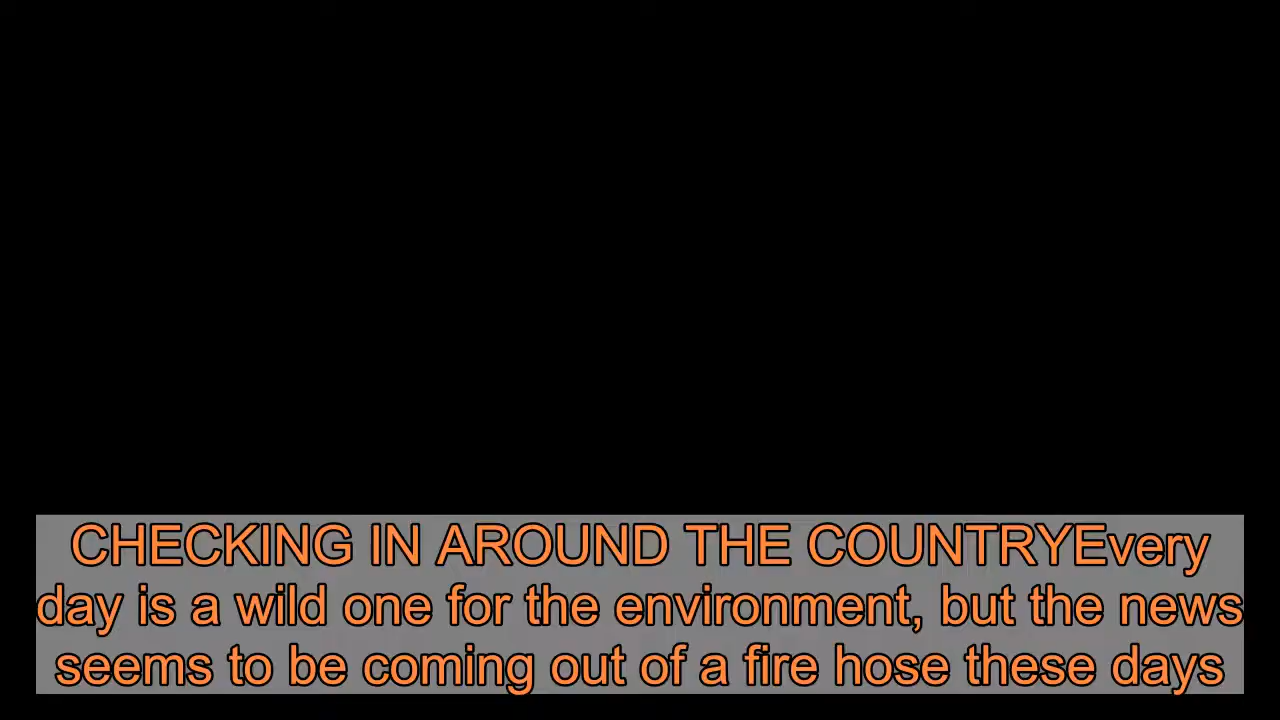 CHECKING IN AROUND THE COUNTRYEvery
day is a wild one for the environment, but the news
seems to be coming out of a fire hose these days